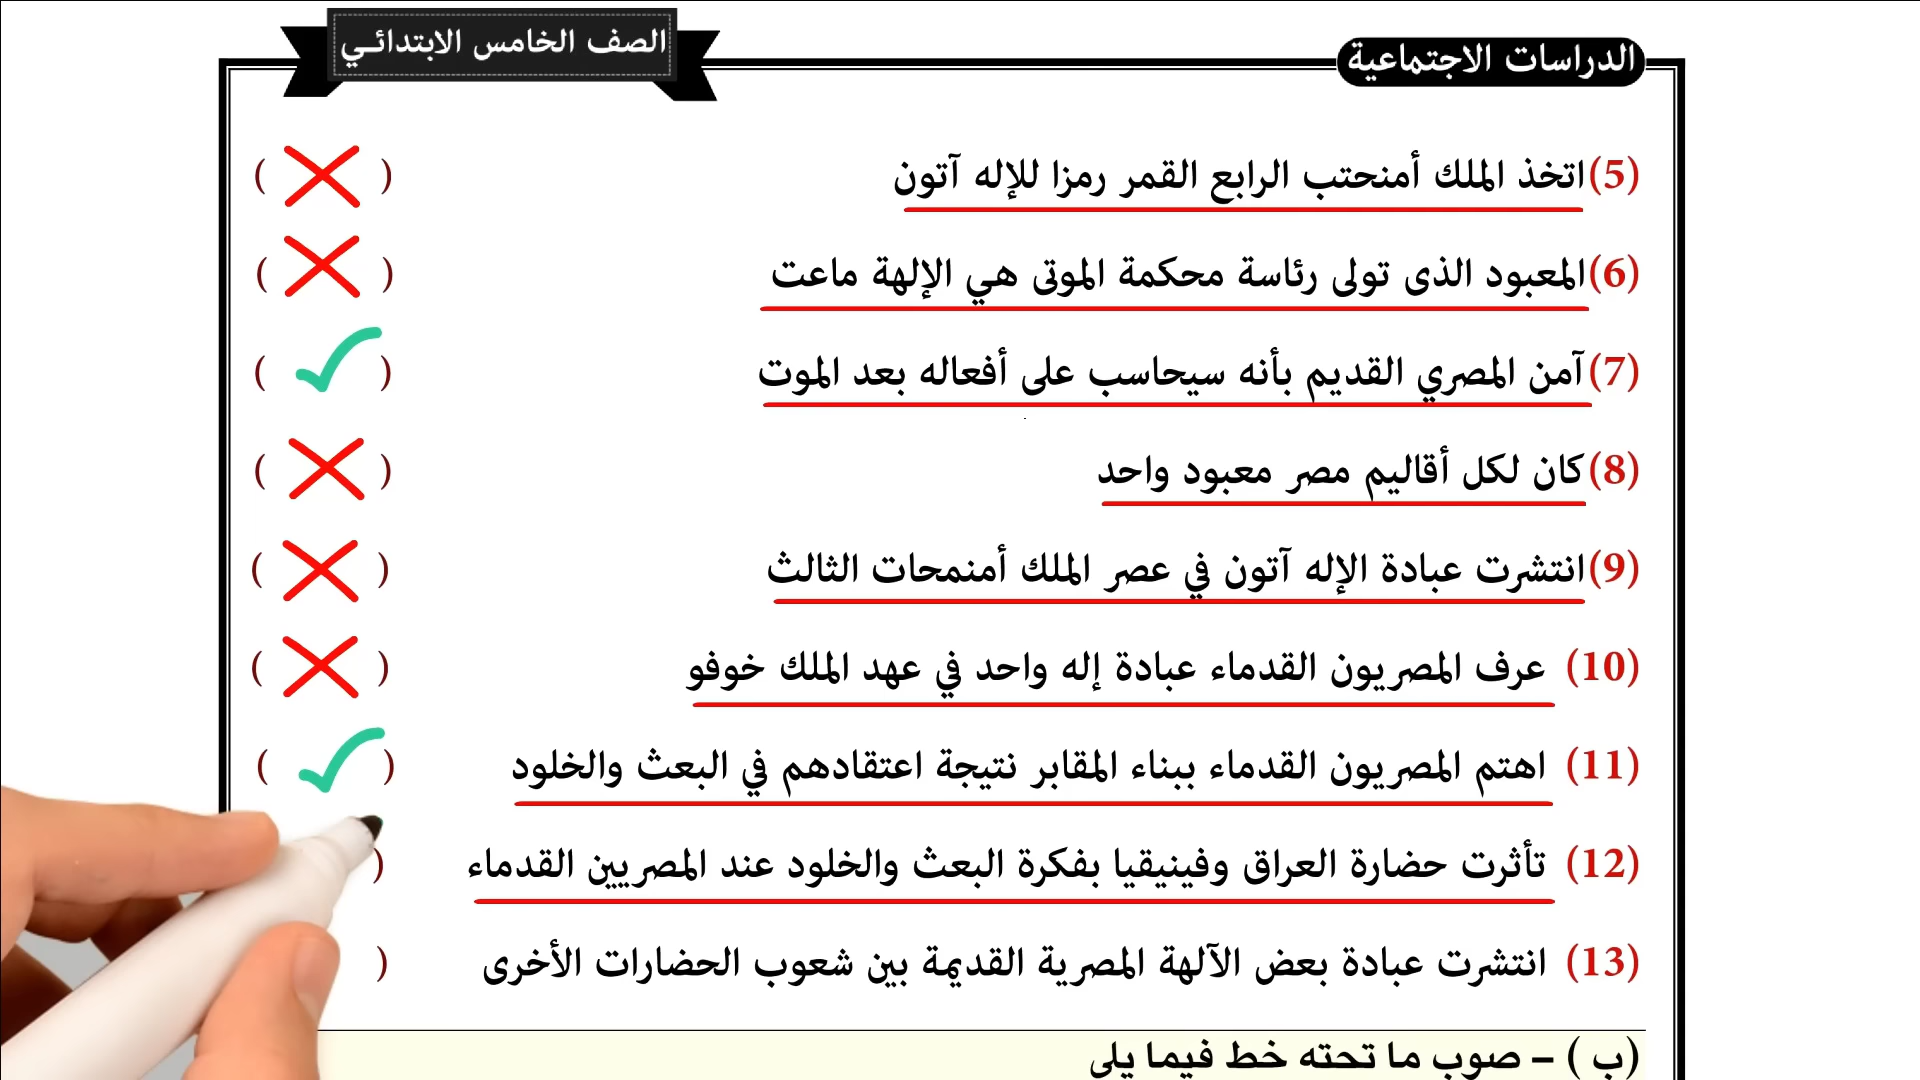 الدراسات الاجتماعية
الصف الخامس الابتدائي
(5) اتخذ الملك أمنحتب الرابع القمر رمزا للإله آتون ( )
(6) المعبود الذى تولى رئاسة محكمة الموتى هي الإلهة ماعت ( )
(7) آمن المصري القديم بأنه سيحاسب على أفعاله بعد الموت ( )
(8) كان لكل أقاليم مصر معبود واحد ( )
(9) انتشرت عبادة الإله آتون في عصر الملك أمنمحات الثالث ( )
(10) عرف المصريون القدماء عبادة إله واحد في عهد الملك خوفو ( )
(11) اهتم المصريون القدماء ببناء المقابر نتيجة اعتقادهم في البعث والخلود ( )
(12) تأثرت حضارة العراق وفينيقيا بفكرة البعث والخلود عند المصريين القدماء (
(13) انتشرت عبادة بعض الآلهة المصرية القديمة بين شعوب الحضارات الأخرى (
(ب ) – صوب ما تحته خط فيما يلى